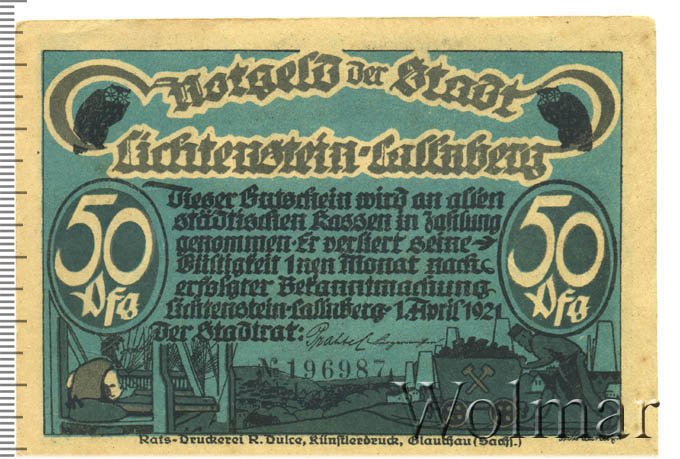 Notgeld der Stadt
Lichtenstein-Callnberg
50 Pfg
Dieser Gutschein wird an allen
städtischen Kassen in Zahlung
genommen. Er verliert seine
Gültigkeit 1nen Monat nach
erfolgter Bekanntmachung
Lichtenstein-Callnberg · 1. April 1921
Der Stadtrat:
50 Pfg
№ 196987
Rats-Druckerei R. Dulce, Künstlerdruck, Glauchau (Sachs.)
Wolmar